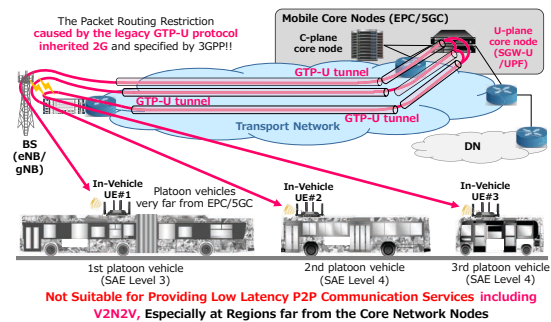 The Packet Routing Restriction
caused by the legacy GTP-U protocol
inherited 2G and specified by 3GPP!!
Mobile Core Nodes (EPC/5GC)
C-plane
core node
U-plane
core node
(SGW-U
/UPF)
GTP-U tunnel
GTP-U tunnel
GTP-U tunnel
Transport Network
BS
(eNB/
gNB)
DN
In-Vehicle
UE#1
Platoon vehicles
very far from EPC/5GC
In-Vehicle
UE#2
In-Vehicle
UE#3
1st platoon vehicle
(SAE Level 3)
2nd platoon vehicle
(SAE Level 4)
3rd platoon vehicle
(SAE Level 4)
Not Suitable for Providing Low Latency P2P Communication Services including
V2N2V, Especially at Regions far from the Core Network Nodes